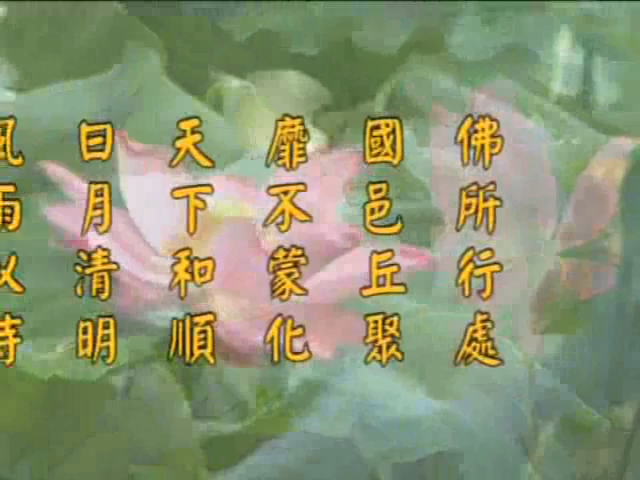 佛所行處
國邑丘聚
靡不蒙化
天下和順
日月清明
風雨以時